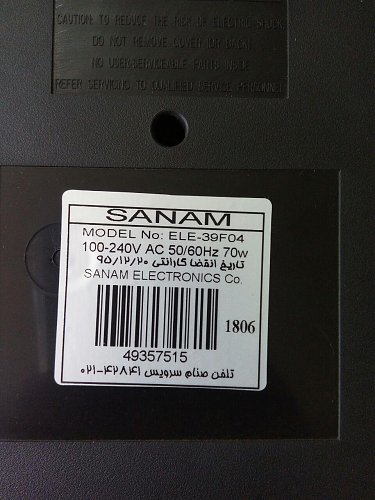 CAUTION: TO REDUCE THE RISK OF ELECTRIC SHOCK,
DO NOT REMOVE COVER (OR BACK)
NO USER-SERVICEABLE PARTS INSIDE
REFER SERVICING TO QUALIFIED SERVICE PERSONNEL
SANAM
MODEL No: ELE-39F04
100-240V AC 50/60Hz 70w
تاریخ انقضا گارانتی ۹۵/۱۲/۲۰
SANAM ELECTRONICS Co.
1806
49357515
تلفن صنام سرویس ۴۲۸۴۱-۰۲۱